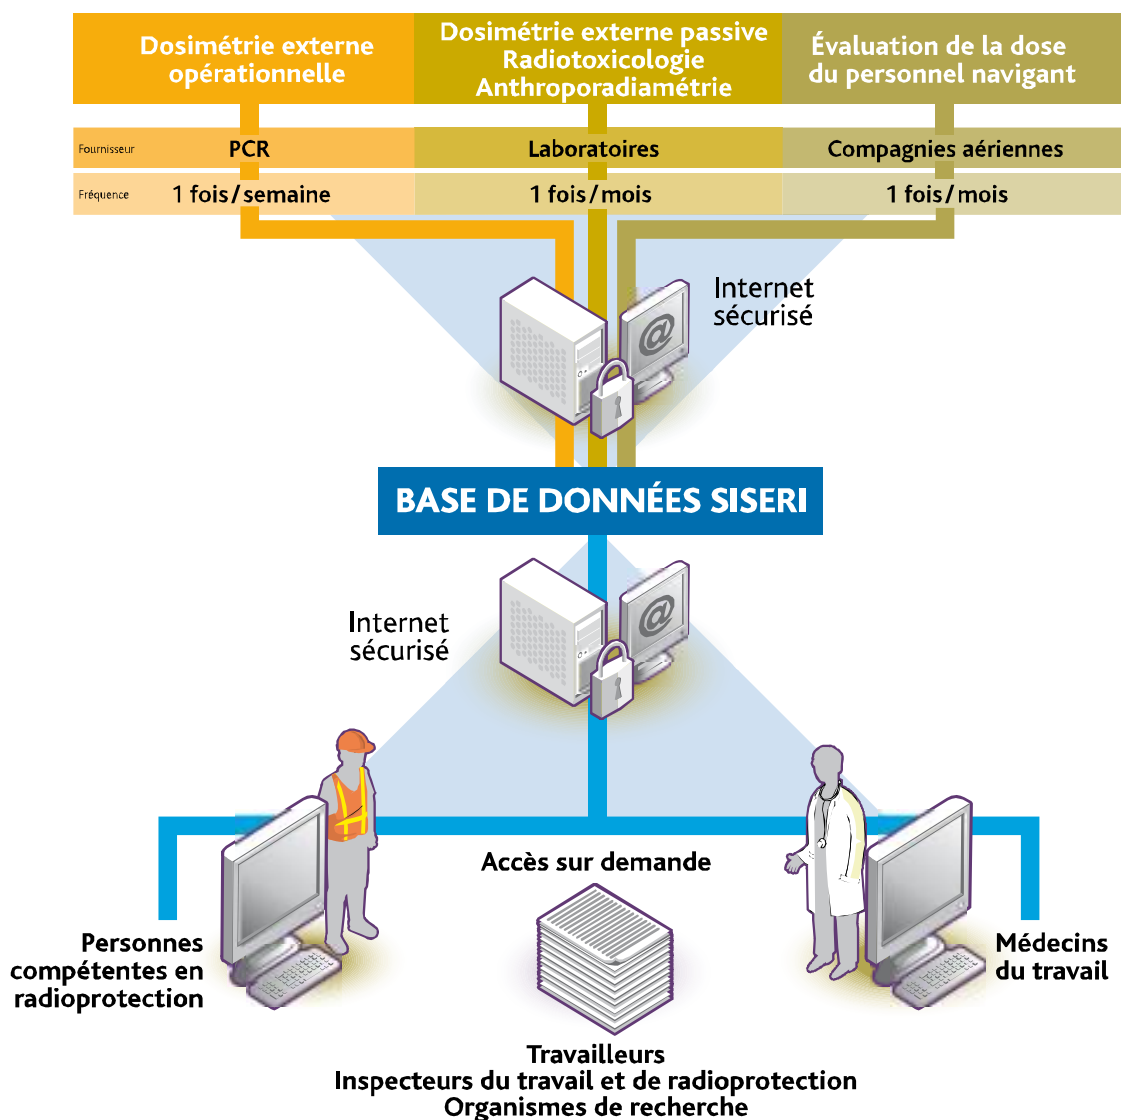 Dosimétrie externe
opérationnelle
Dosimétrie externe passive
Radiotoxicologie
Anthroporadiamétrie
Évaluation de la dose
du personnel navigant
Fournisseur
PCR
Laboratoires
Compagnies aériennes
Fréquence
1 fois/semaine
1 fois/mois
1 fois/mois
Internet
sécurisé
@
BASE DE DONNÉES SISERI
Internet
sécurisé
@
Accès sur demande
Personnes
compétentes en
radioprotection
Médecins
du travail
Travailleurs
Inspecteurs du travail et de radioprotection
Organismes de recherche